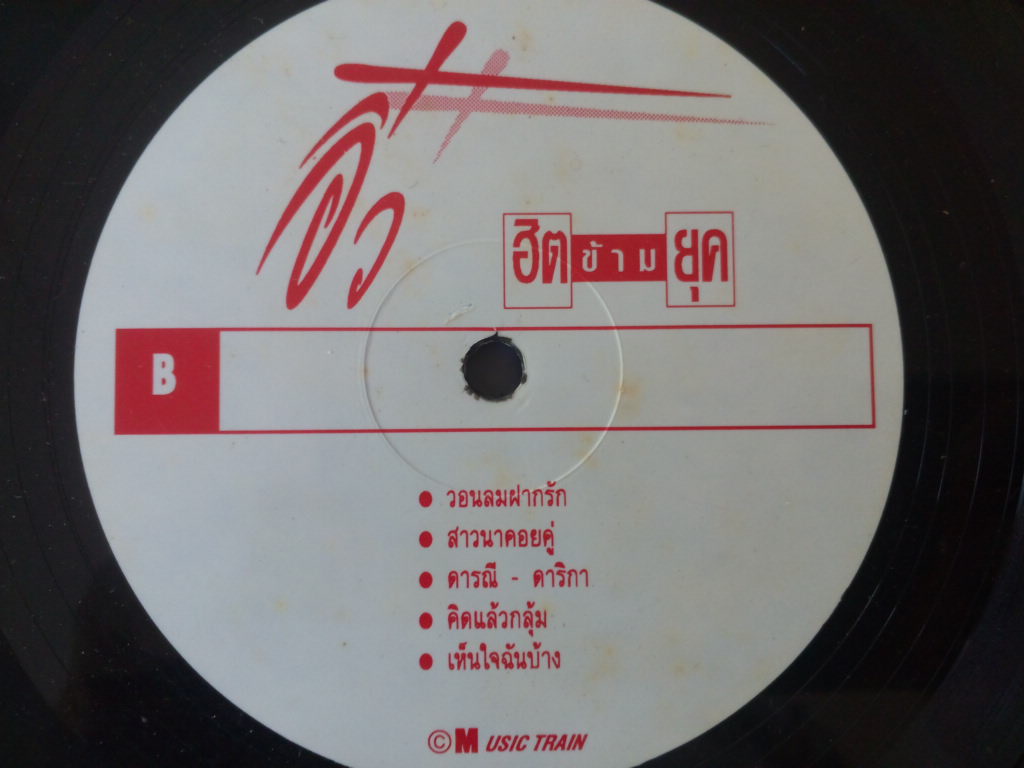 จิ๋ว
ฮิตข้ามยุค
B
● วอนลมฝากรัก
● สาวนาคอยคู่
● ดารณี - ดาริกา
● คิดแล้วกลุ้ม
● เห็นใจฉันบ้าง
© MUSIC TRAIN